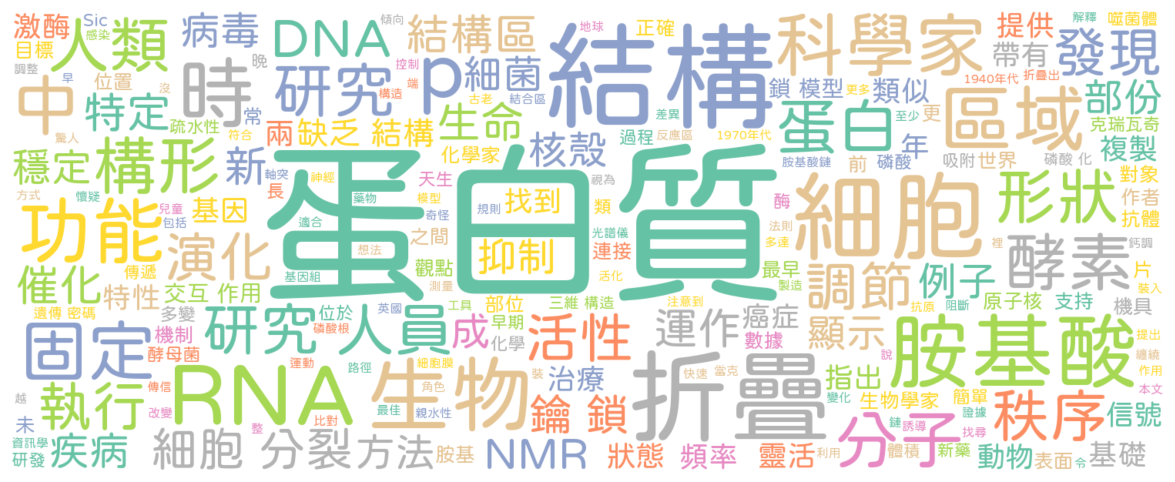 激酶
Sic
感染
人類
病毒
DNA
傾向
結構區
結構
地球
正確
科學家
提供
解釋
噬菌體
目標
調整
早
位置
中
時
晚
研究
p
細菌
控制
端
構造
古老
結合區
鎖
模型
類似
帶有
1940年代
折疊出
更多
發現
沒
特定
疏水性
常
兩
缺乏
結構
生命
核殼
過程
差異
反應區
蛋白
1970年代
至少
更
區域
部份
克瑞瓦奇
驚人
符合
化學家
胺基酸鏈
年
前
磷酸
吸附
世界
磷酸
化
複製
穩定
構形
新
軸突
長
神經
藥物
天生
蛋白質
視為
找到
類
酶
細胞
形狀
對象
作者
抗體
方式
懷疑
兒童
包括
基因
適合
模型
奇怪
規則
光譜儀
法則
功能
演化
之間
想法
抑制
連接
多達
裡
酵素
鈣調
催化
傳遞
特性
基因組
交互
作用
觀點
測量
活化
最早
製造
調節
例子
片
裝入
遺傳
密碼
多變
位於
英國
工具
部位
三維
構造
注意到
抗原
阻斷
原子核
支持
機具
固定
機制
磷酸根
研究
人員
成
早期
化學
活性
運作
癌症
數據
顯示
胺基酸
提出
酵母菌
運動
路徑
細胞膜
折疊
快速
當克
說
纏繞
作用
執行
傳信
RNA
生物
角色
裝
治療
變化
指出
生物學家
簡單
本文
越
未
改變
比對
最佳
親水性
鑰
鎖
分子
鏈
誘導
證據
找尋
秩序
信號
資訊學
研發
疾病
細胞
整
分裂
方法
胺基
NMR
狀態
頻率
靈活
利用
體積
新藥
動物
表面
令
基礎